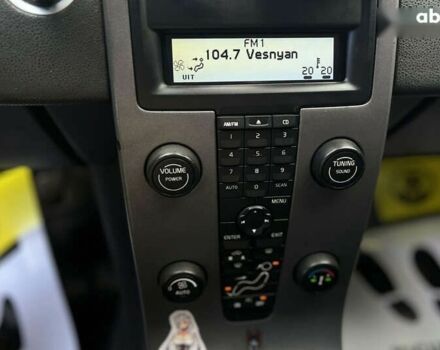 ab
FM1
104.7 Vesnyan
UIT
20 20
AM/FM
CD
1 2 3
4 5 6
7 8 9
AUTO 0 SCAN
VOLUME
POWER
TUNING
SOUND
MENU
ENTER
EXIT
AUTO